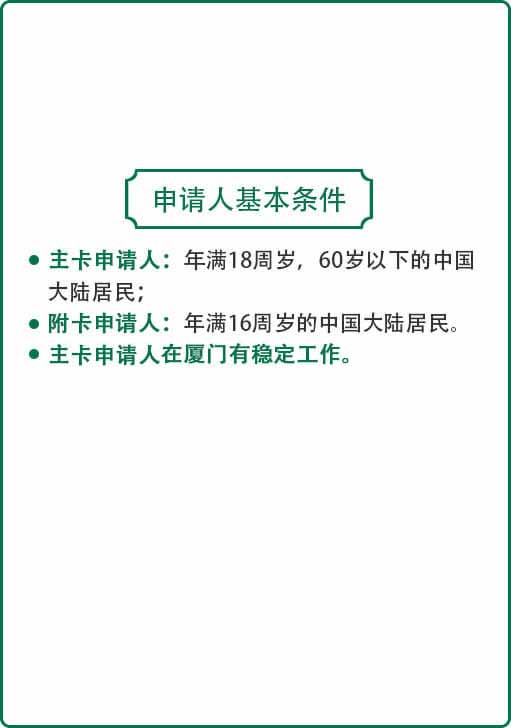 申请人基本条件
● 主卡申请人：年满18周岁，60岁以下的中国
大陆居民；
● 附卡申请人：年满16周岁的中国大陆居民。
● 主卡申请人在厦门有稳定工作。